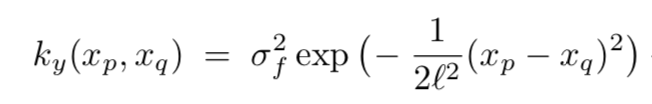 k_y(x_p, x_q) = σ_f^2 exp (− 1/(2ℓ^2) (x_p − x_q)^2)